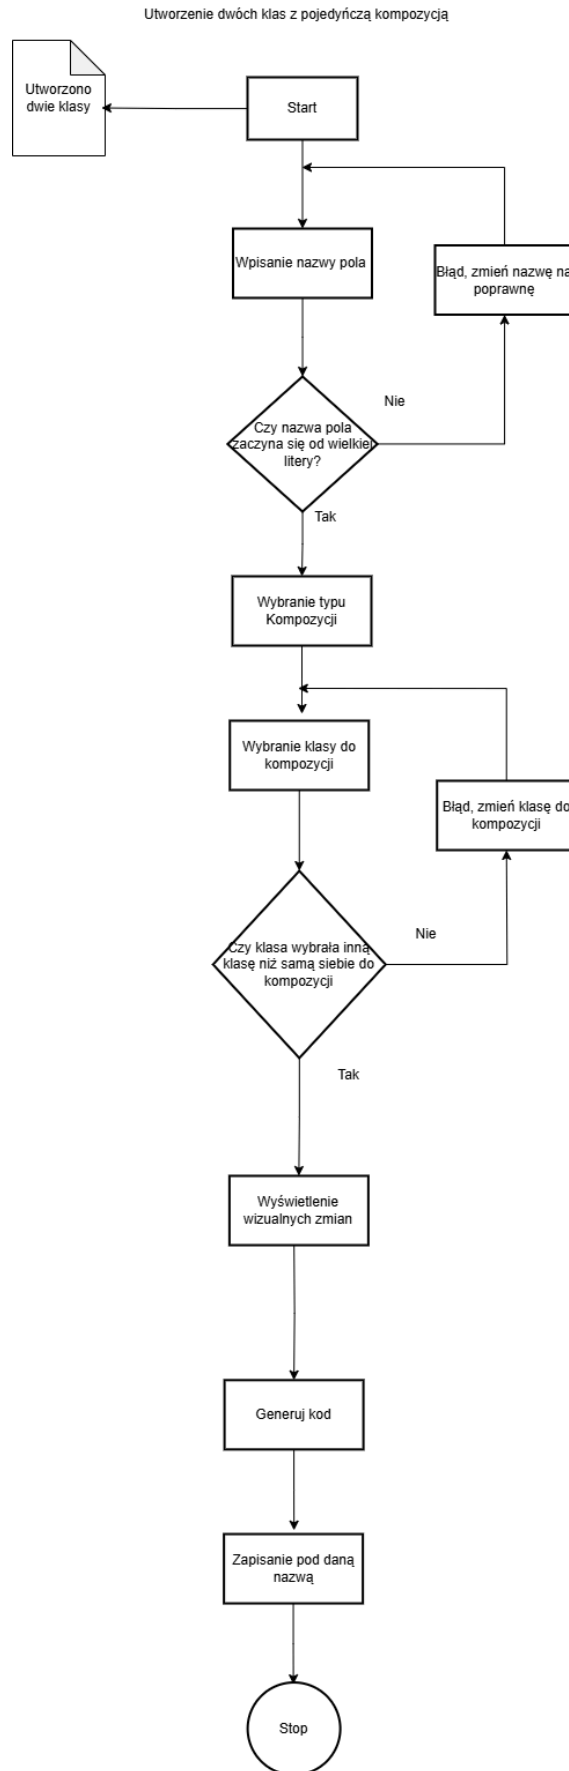 Utworzenie dwóch klas z pojedyńczą kompozycją
Utworzono
dwie klasy
Start
Wpisanie nazwy pola
Błąd, zmień nazwę na
poprawnę
Nie
Czy nazwa pola
zaczyna się od wielkiej
litery?
Tak
Wybranie typu
Kompozycji
Wybranie klasy do
kompozycji
Błąd, zmień klasę do
kompozycji
Nie
Czy klasa wybrała inną
klasę niż samą siebie do
kompozycji
Tak
Wyświetlenie
wizualnych zmian
Generuj kod
Zapisanie pod daną
nazwą
Stop